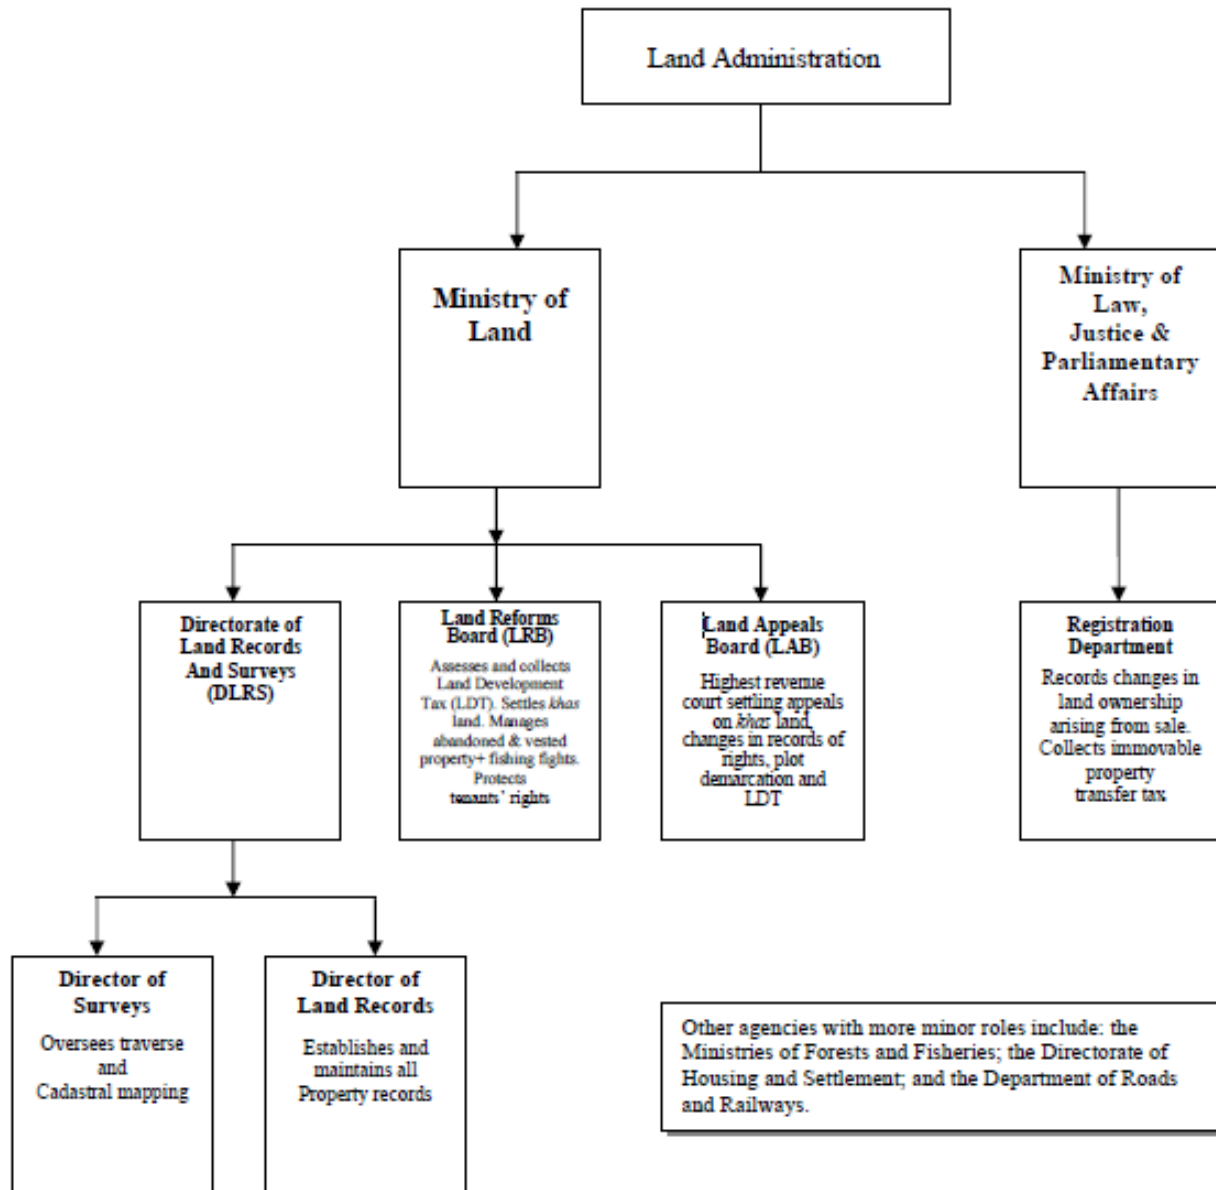 Land Administration
Ministry of
Land
Ministry of
Law,
Justice &
Parliamentary
Affairs
Directorate of
Land Records
And Surveys
(DLRS)
Land Reforms
Board (LRB)
Assesses and collects
Land Development
Tax (LDT). Settles khas
land. Manages
abandoned & vested
property+ fishing fights.
Protects
tenants' rights
Land Appeals
Board (LAB)
Highest revenue
court settling appeals
on khas land,
changes in records of
rights, plot
demarcation and
LDT
Registration
Department
Records changes in
land ownership
arising from sale.
Collects immovable
property
transfer tax
Director of
Surveys
Oversees traverse
and
Cadastral mapping
Director of
Land Records
Establishes and
maintains all
Property records
Other agencies with more minor roles include: the
Ministries of Forests and Fisheries; the Directorate of
Housing and Settlement; and the Department of Roads
and Railways.